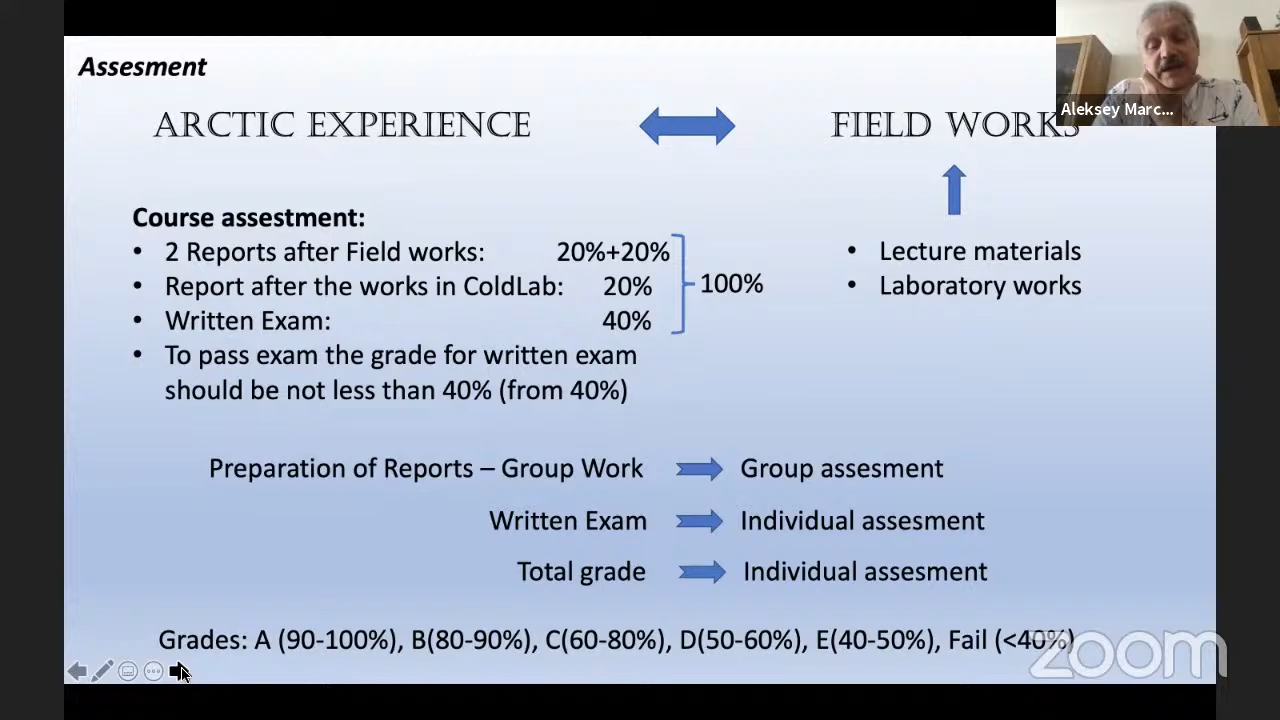 Assesment
ARCTIC EXPERIENCE
FIELD WORKS
Aleksey Marc...
Course assestment:
• 2 Reports after Field works: 20%+20%
• Report after the works in ColdLab: 20%
• Written Exam: 40%
100%
• To pass exam the grade for written exam
should be not less than 40% (from 40%)
• Lecture materials
• Laboratory works
Preparation of Reports – Group Work
Group assesment
Written Exam
Individual assesment
Total grade
Individual assesment
Grades: A (90-100%), B(80-90%), C(60-80%), D(50-60%), E(40-50%), Fail (<40%)
zoom